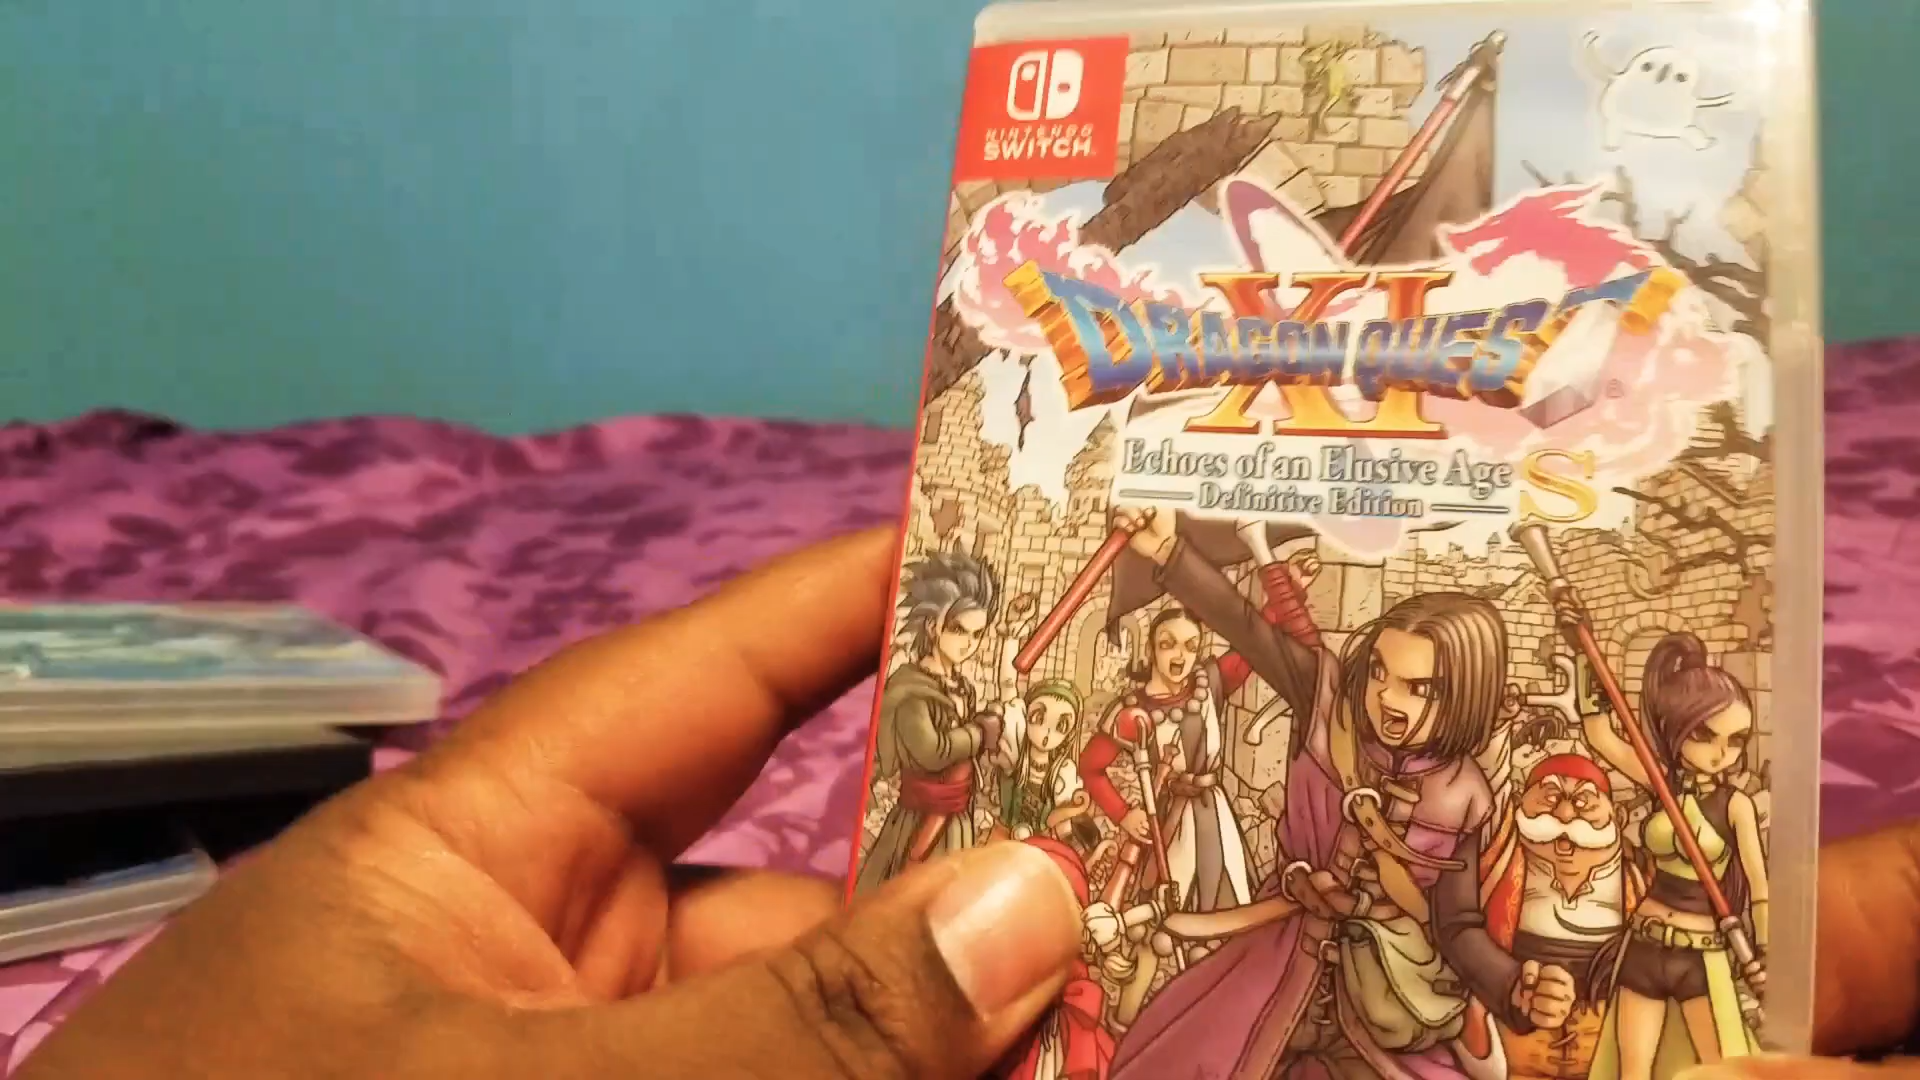 NINTENDO
SWITCH
XI
DRAGON QUEST
Echoes of an Elusive Age S
Definitive Edition